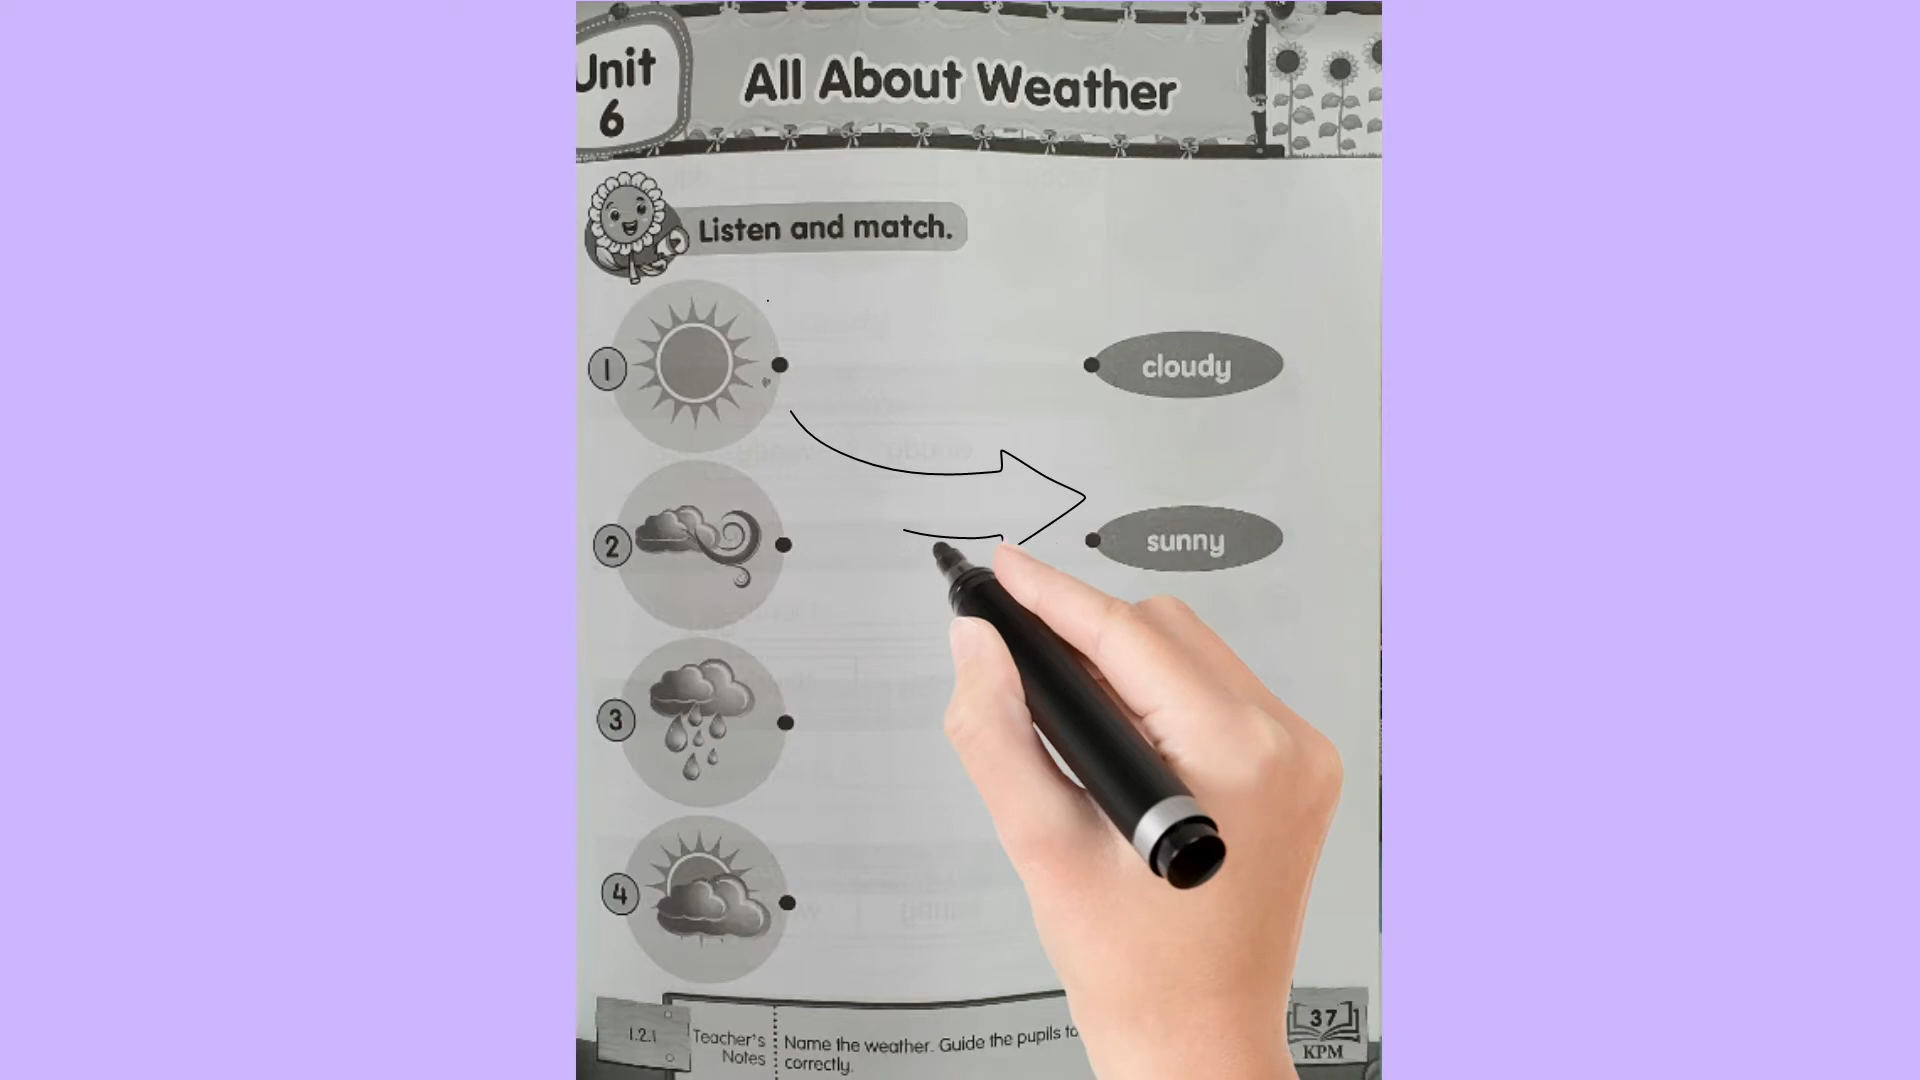 Unit
6
All About Weather
Listen and match.
1
cloudy
2
sunny
3
4
1.2.1
Teacher's
Notes
Name the weather. Guide the pupils to
correctly.
37
KPM